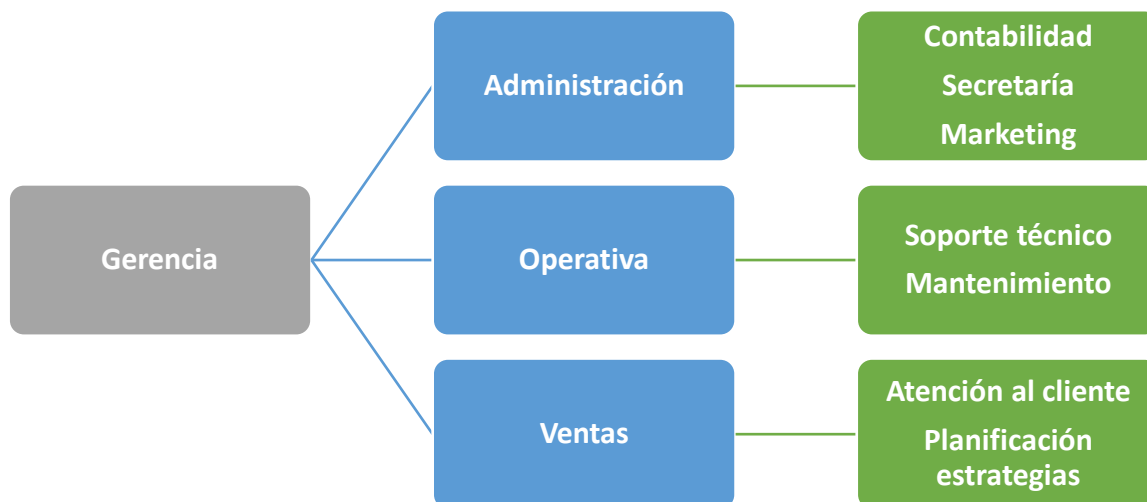 Gerencia
Administración
Contabilidad
Secretaría
Marketing
Operativa
Soporte técnico
Mantenimiento
Ventas
Atención al cliente
Planificación
estrategias